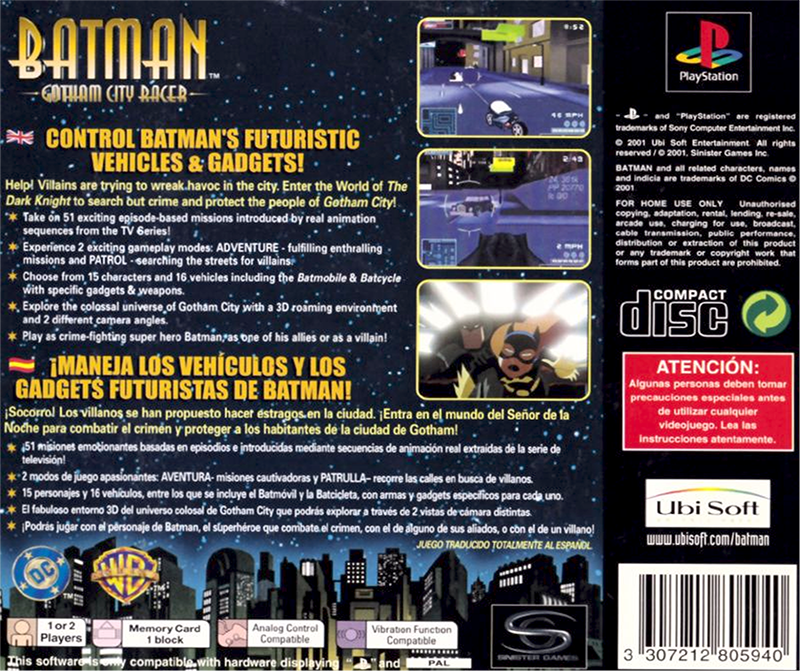 BATMAN™
GOTHAM CITY RACER
CONTROL BATMAN'S FUTURISTIC
VEHICLES & GADGETS!
Help! Villains are trying to wreak havoc in the city. Enter the World of The
Dark Knight to search out crime and protect the people of Gotham City!
Take on 51 exciting episode-based missions introduced by real animation
sequences from the TV Series!
Experience 2 exciting gameplay modes: ADVENTURE - fulfilling enthralling
missions and PATROL -searching the streets for villains.
Choose from 15 characters and 16 vehicles including the Batmobile & Batcycle
with specific gadgets & weapons.
Explore the colossal universe of Gotham City with a 3D roaming environment
and 2 different camera angles.
Play as crime-fighting super hero Batman, as one of his allies or as a villain!
¡MANEJA LOS VEHÍCULOS Y LOS
GADGETS FUTURISTAS DE BATMAN!
¡Socorro! Los villanos se han propuesto hacer estragos en la ciudad. ¡Entra en el mundo del Señor de la
Noche para combatir el crimen y proteger a los habitantes de la ciudad de Gotham!
¡51 misiones emotionantes basadas en episodios e introducidas mediante secuencias de animación real extraídas de la serie de
televisión!
2 modos de juego apasionantes: AVENTURA- misiones cautivadoras y PATRULLA– recorre las calles en busca de villanos.
15 personajes y 16 vehículos, entre los que se incluye el Batmóvil y la Batcicleta, con armas y gadgets específicos para cada uno.
El fabuloso entorno 3D del universo colosal de Gotham City que podrás explorar a través de 2 vistas de cámara distintas.
¡Podrás jugar con el personaje de Batman, el superhéroe que combate el crimen, con el de alguno de sus aliados, o con el de un villano!
JUEGO TRADUCIDO TOTALMENTE AL ESPAÑOL.
DC
WB
TM
1 or 2
Players
Memory Card
1 block
Analog Control
Compatible
Vibration Function
Compatible
This software is only compatible with hardware displaying " " and PAL
SINISTER GAMES
9:52
46 MPH
2:49
2 MPH
PlayStation
" " and "PlayStation" are registered
trademarks of Sony Computer Entertainment Inc.
© 2001 Ubi Soft Entertainment. All rights
reserved / © 2001, Sinister Games Inc.
BATMAN and all related characters, names
and indicia are trademarks of DC Comics ©
2001
FOR HOME USE ONLY Unauthorised
copying, adaptation, rental, lending, re-sale,
arcade use, charging for use, broadcast,
cable transmission, public performance,
distribution or extraction of this product
or any trademark or copyright work that
forms part of this product are prohibited.
COMPACT
disc
ATENCIÓN:
Algunas personas deben tomar
precauciones especiales antes
de utilizar cualquier
videojuego. Lea las
instrucciones atentamente.
Ubi Soft
www.ubisoft.com/batman
3 307212 805940